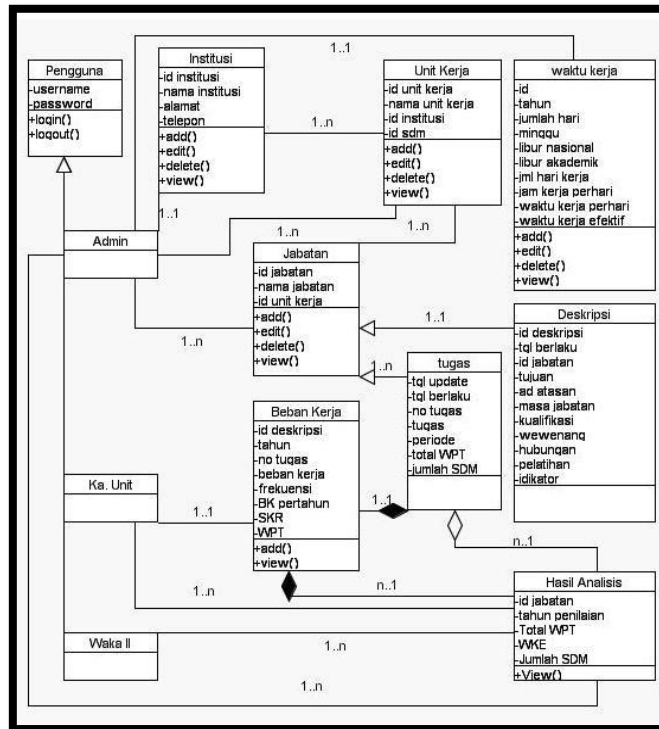 Pengguna
-username
-password
+login()
+logout()
Institusi
-id institusi
-nama institusi
-alamat
-telepon
+add()
+edit()
+delete()
+view()
Unit Kerja
-id unit kerja
-nama unit kerja
-id institusi
-id sdm
+add()
+edit()
+delete()
+view()
waktu kerja
-id
-tahun
-jumlah hari
-minggu
-libur nasional
-libur akademik
-jml hari kerja
-jam kerja perhari
-waktu kerja perhari
-waktu kerja efektif
+add()
+edit()
+delete()
+view()
1..1
1..n
1..1
1..n
1..n
Admin
Jabatan
-id jabatan
-nama jabatan
-id unit kerja
+add()
+edit()
+delete()
+view()
1..n
1..1
1..n
Deskripsi
-id deskripsi
-tgl berlaku
-id jabatan
-tujuan
-ad atasan
-masa jabatan
-kualifikasi
-wewenang
-hubungan
-pelatihan
-idikator
tugas
-tgl update
-tgl berlaku
-no tugas
-tugas
-periode
-total WPT
-jumlah SDM
Beban Kerja
-id deskripsi
-tahun
-no tugas
-beban kerja
-frekuensi
-BK pertahun
-SKR
-WPT
+add()
+view()
Ka. Unit
1..1
1..1
n..1
n..1
1..n
Hasil Analisis
-id jabatan
-tahun penilaian
-Total WPT
-WKE
-Jumlah SDM
+View()
Waka II
1..n
1..n